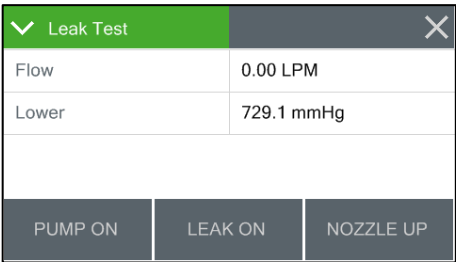 Leak Test
Flow 0.00 LPM
Lower 729.1 mmHg
PUMP ON LEAK ON NOZZLE UP